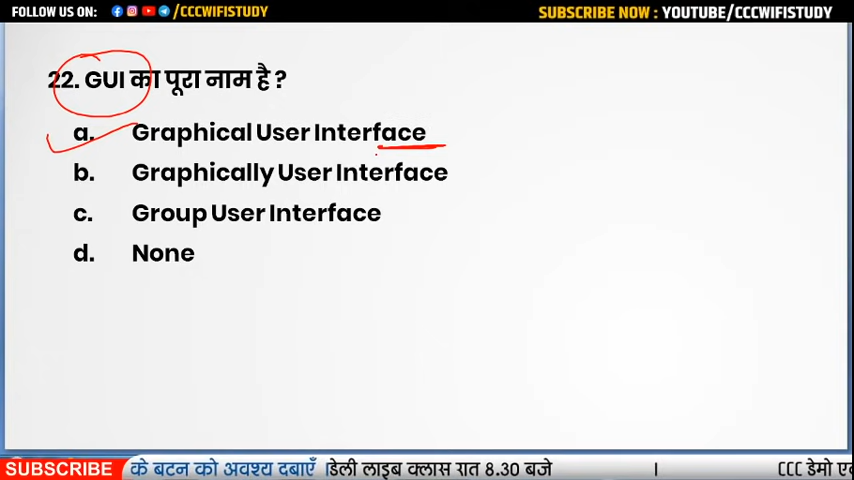 FOLLOW US ON: /CCCWIFISTUDY SUBSCRIBE NOW : YOUTUBE/CCCWIFISTUDY
22. GUI का पूरा नाम है ?
a. Graphical User Interface
b. Graphically User Interface
c. Group User Interface
d. None
SUBSCRIBE के बटन को अवश्य दबाएँ । डेली लाइब क्लास रात 8.30 बजे । CCC डेमो